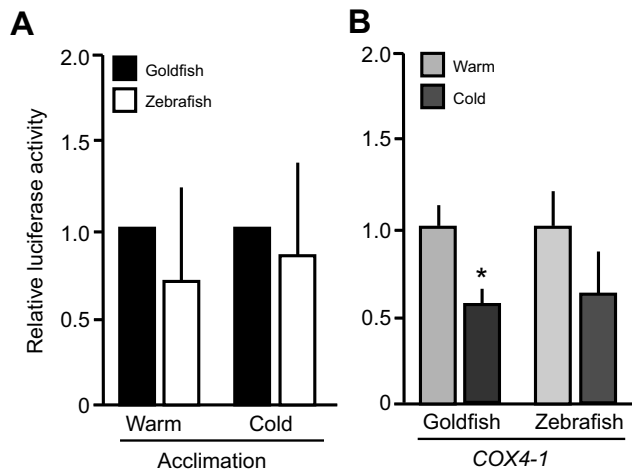 A
Relative luciferase activity
2.0
1.5
1.0
0.5
0
Goldfish
Zebrafish
Warm Cold
Acclimation
B
2.0
1.5
1.0
0.5
0
Warm
Cold
*
Goldfish Zebrafish
COX4-1